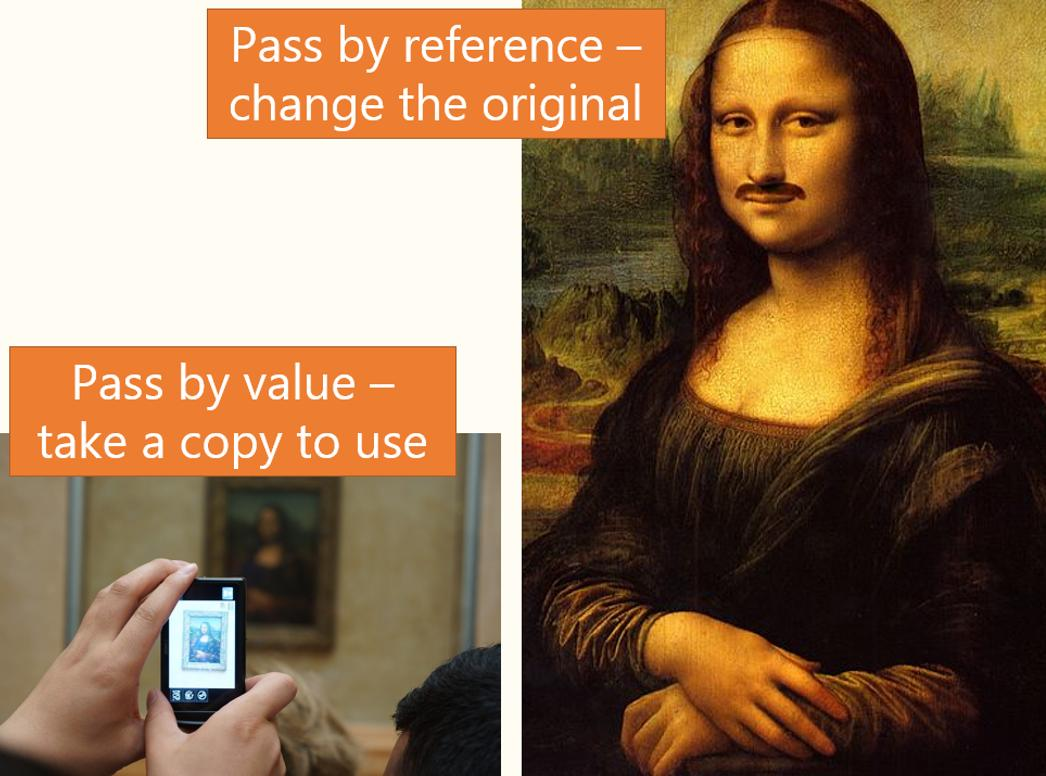 Pass by reference –
change the original
Pass by value –
take a copy to use